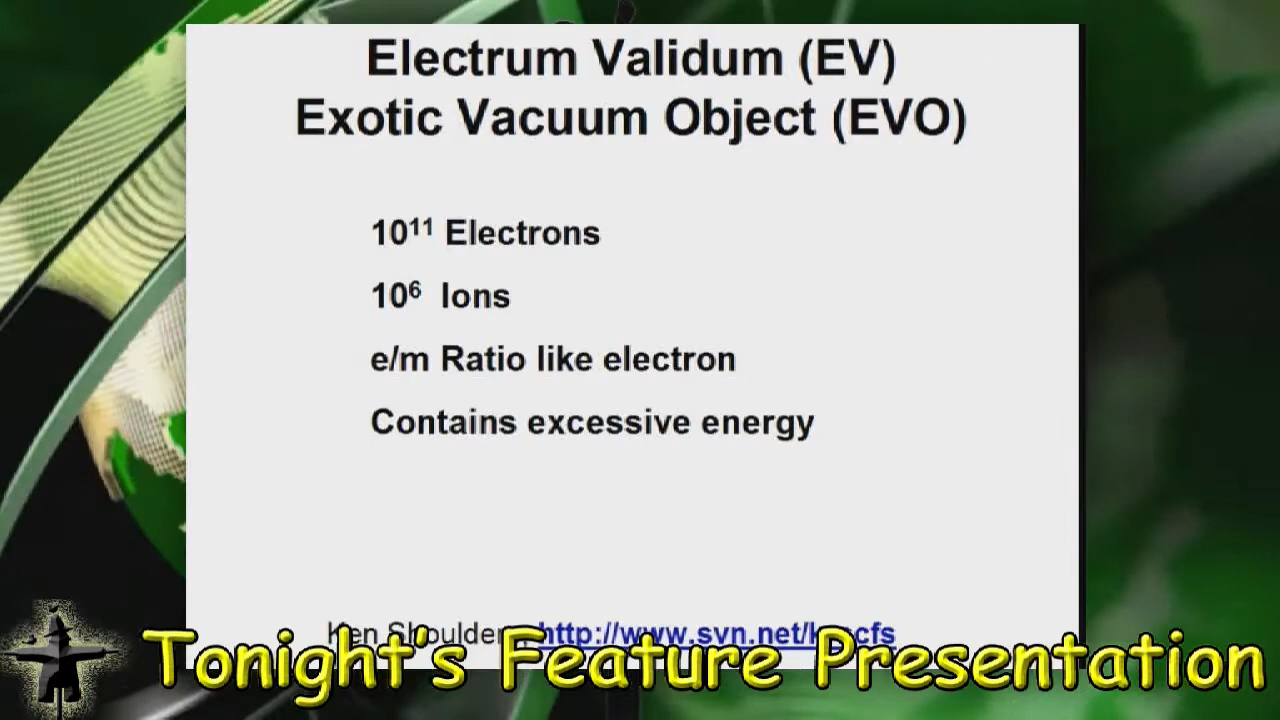 Electrum Validum (EV)
Exotic Vacuum Object (EVO)
10¹¹ Electrons
10⁶ Ions
e/m Ratio like electron
Contains excessive energy
Ken
Tonight's Feature Presentation